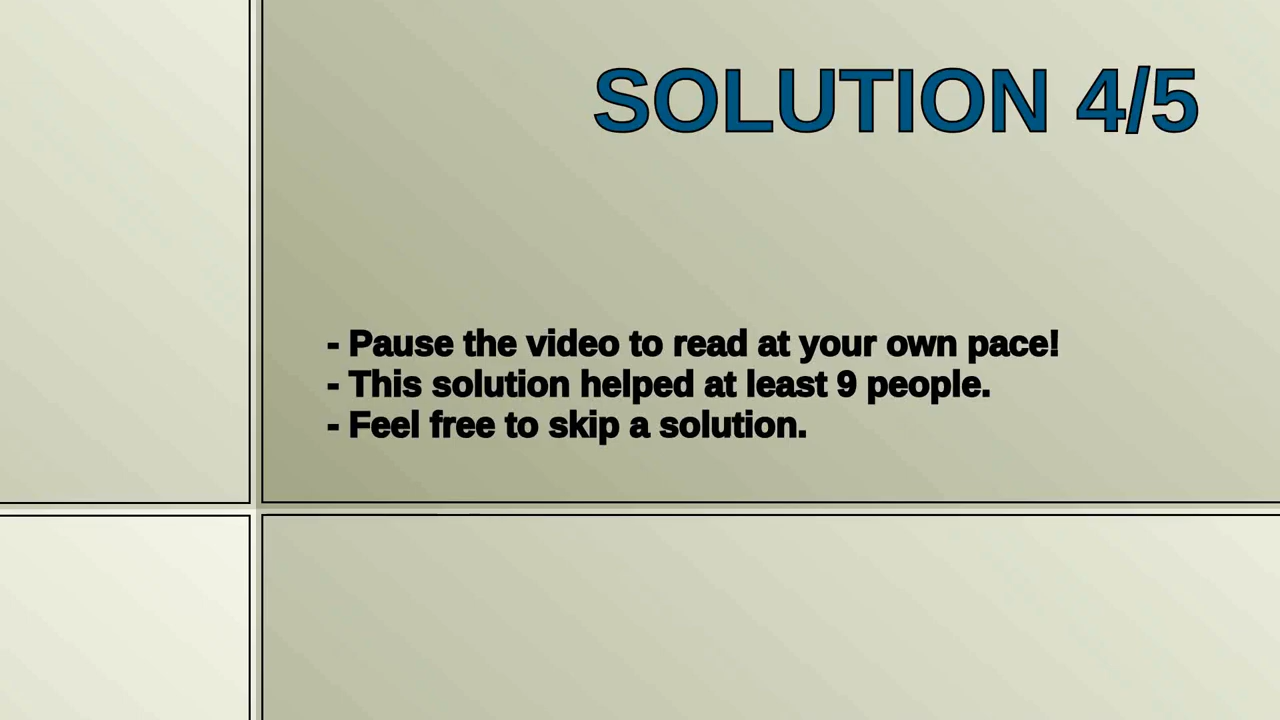 SOLUTION 4/5
- Pause the video to read at your own pace!
- This solution helped at least 9 people.
- Feel free to skip a solution.